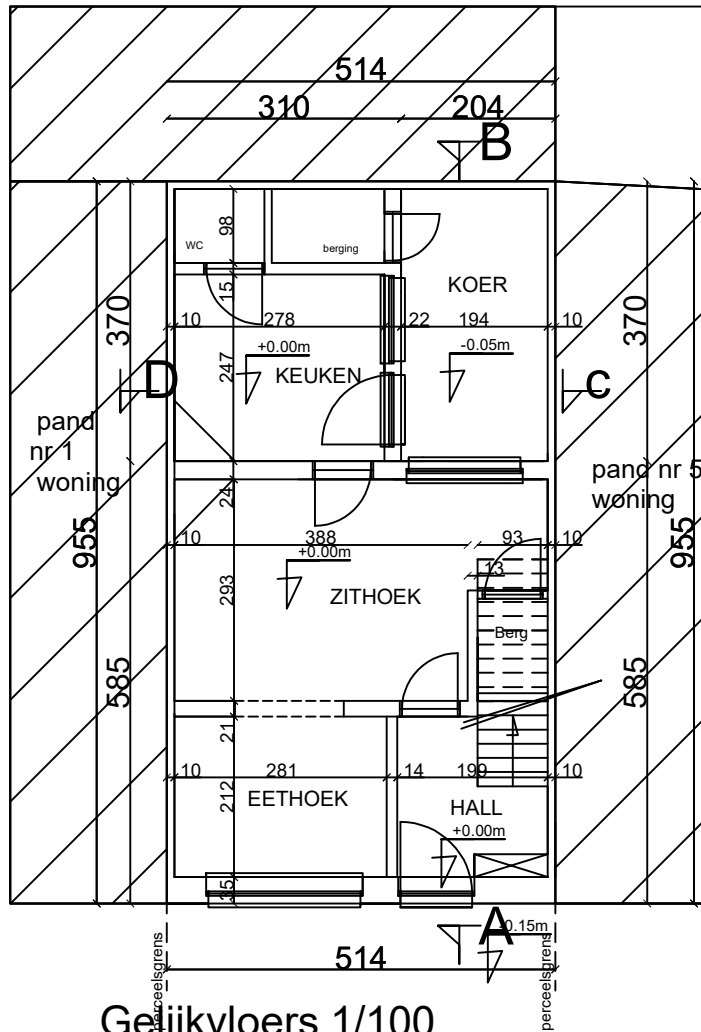 514
310 204
B
98
WC berging
15
KOER
370 370
10 278 22 194 10
+0.00m -0.05m
247
KEUKEN
D c
pand
nr 1
woning
pand nr 5
woning
24
955 955
10 388 93 10
+0.00m
13
293
ZITHOEK
Berg
585 585
21
10 281 14 199 10
212
EETHOEK HALL
+0.00m
35
A
-0.15m
514
perceelsgrens perceelsgrens
Gelijkvloers 1/100